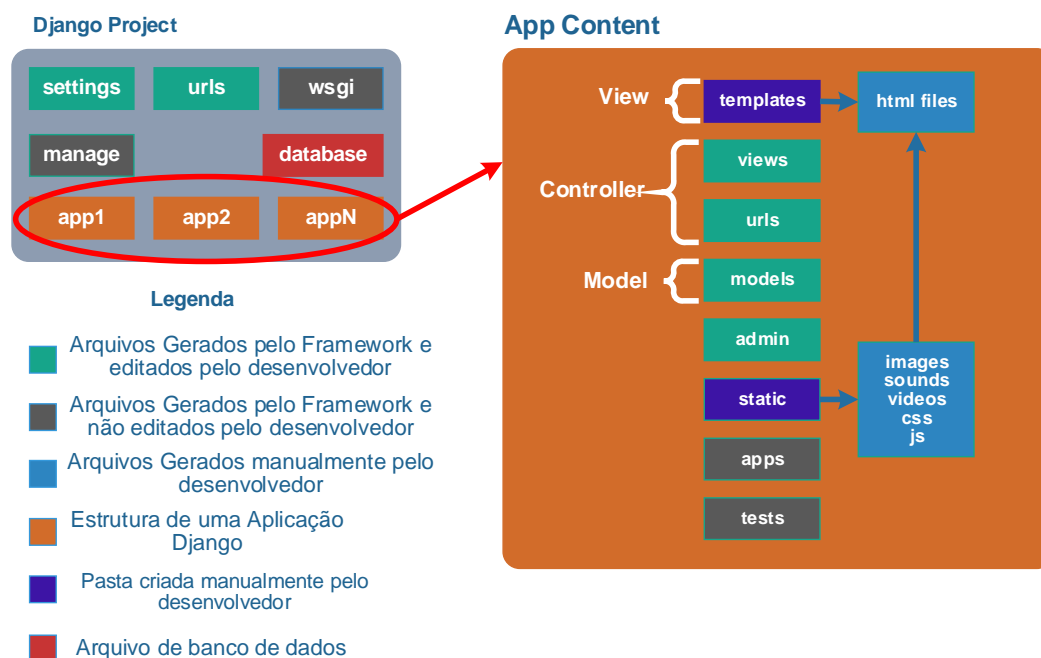 Django Project
settings
urls
wsgi
manage
database
app1
app2
appN
Legenda
Arquivos Gerados pelo Framework e
editados pelo desenvolvedor
Arquivos Gerados pelo Framework e
não editados pelo desenvolvedor
Arquivos Gerados manualmente pelo
desenvolvedor
Estrutura de uma Aplicação
Django
Pasta criada manualmente pelo
desenvolvedor
Arquivo de banco de dados
App Content
View
templates
html files
Controller
views
urls
Model
models
admin
static
images
sounds
videos
css
js
apps
tests